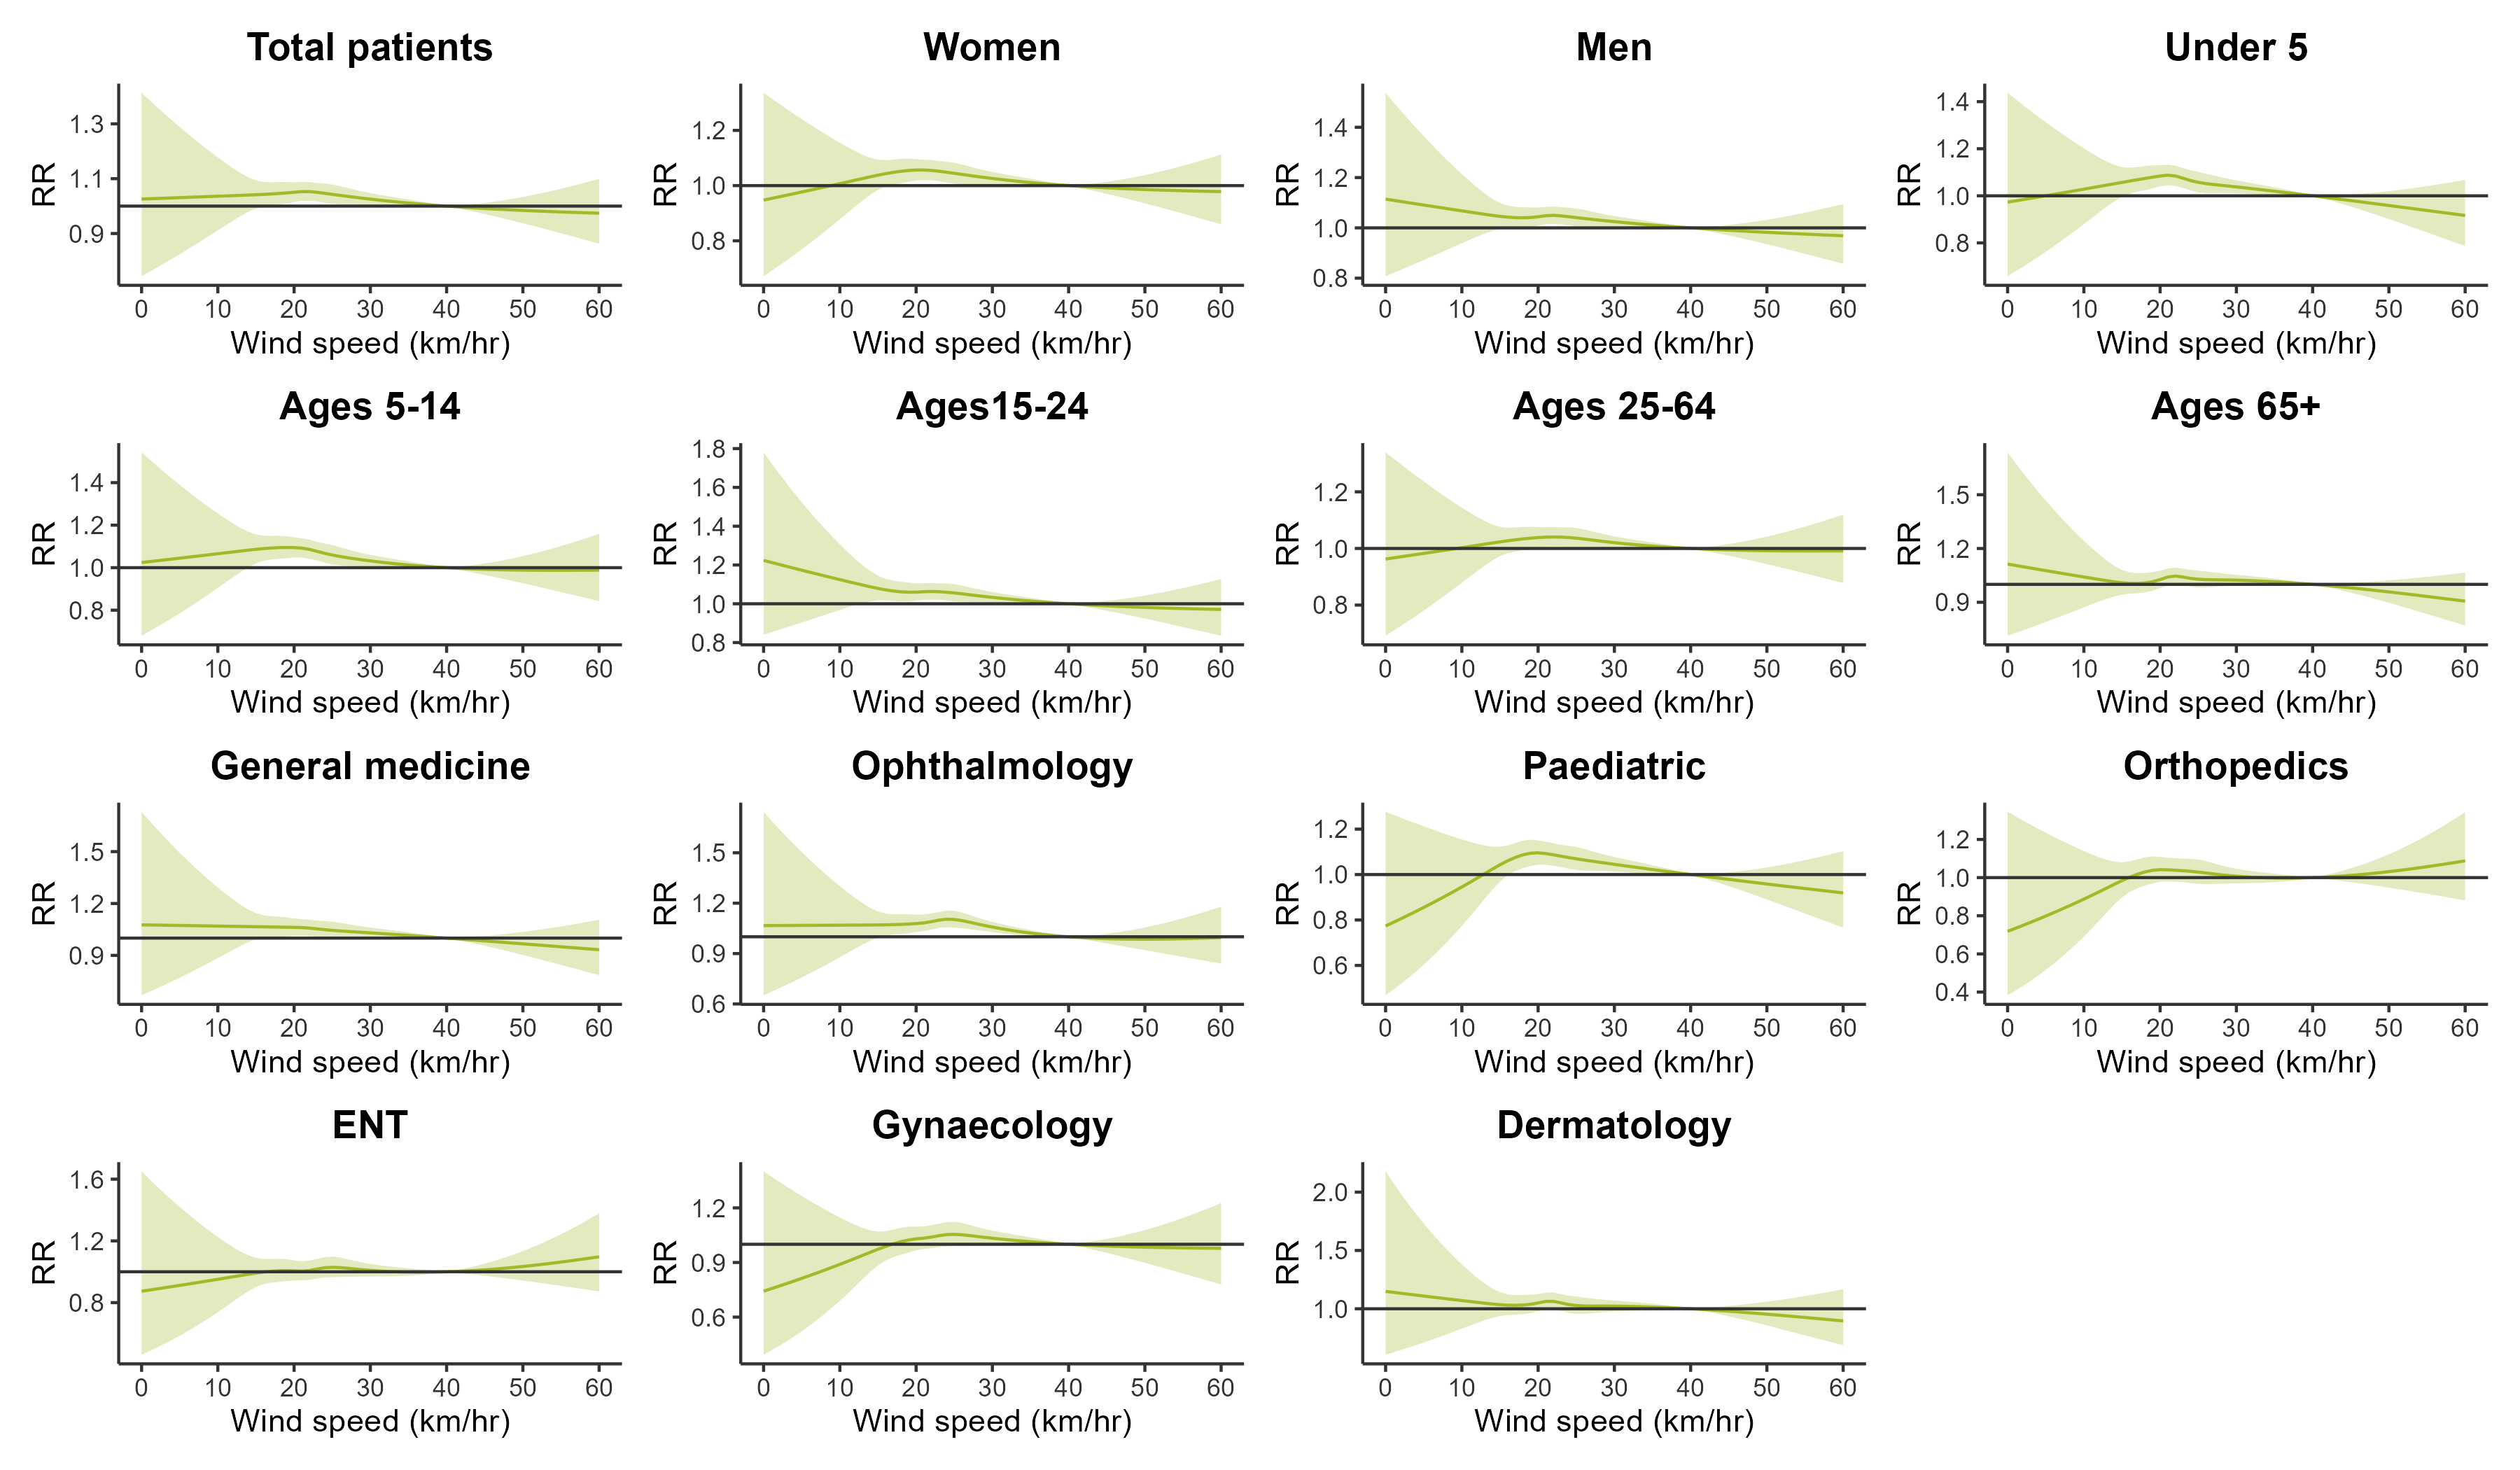 Total patients
RR
1.3
1.1
0.9
0 10 20 30 40 50 60
Wind speed (km/hr)
Women
RR
1.2
1.0
0.8
0 10 20 30 40 50 60
Wind speed (km/hr)
Men
RR
1.4
1.2
1.0
0.8
0 10 20 30 40 50 60
Wind speed (km/hr)
Under 5
RR
1.4
1.2
1.0
0.8
0 10 20 30 40 50 60
Wind speed (km/hr)
Ages 5-14
RR
1.4
1.2
1.0
0.8
0 10 20 30 40 50 60
Wind speed (km/hr)
Ages15-24
RR
1.8
1.6
1.4
1.2
1.0
0.8
0 10 20 30 40 50 60
Wind speed (km/hr)
Ages 25-64
RR
1.2
1.0
0.8
0 10 20 30 40 50 60
Wind speed (km/hr)
Ages 65+
RR
1.5
1.2
0.9
0 10 20 30 40 50 60
Wind speed (km/hr)
General medicine
RR
1.5
1.2
0.9
0 10 20 30 40 50 60
Wind speed (km/hr)
Ophthalmology
RR
1.5
1.2
0.9
0.6
0 10 20 30 40 50 60
Wind speed (km/hr)
Paediatric
RR
1.2
1.0
0.8
0.6
0 10 20 30 40 50 60
Wind speed (km/hr)
Orthopedics
RR
1.2
1.0
0.8
0.6
0.4
0 10 20 30 40 50 60
Wind speed (km/hr)
ENT
RR
1.6
1.2
0.8
0 10 20 30 40 50 60
Wind speed (km/hr)
Gynaecology
RR
1.2
0.9
0.6
0 10 20 30 40 50 60
Wind speed (km/hr)
Dermatology
RR
2.0
1.5
1.0
0 10 20 30 40 50 60
Wind speed (km/hr)